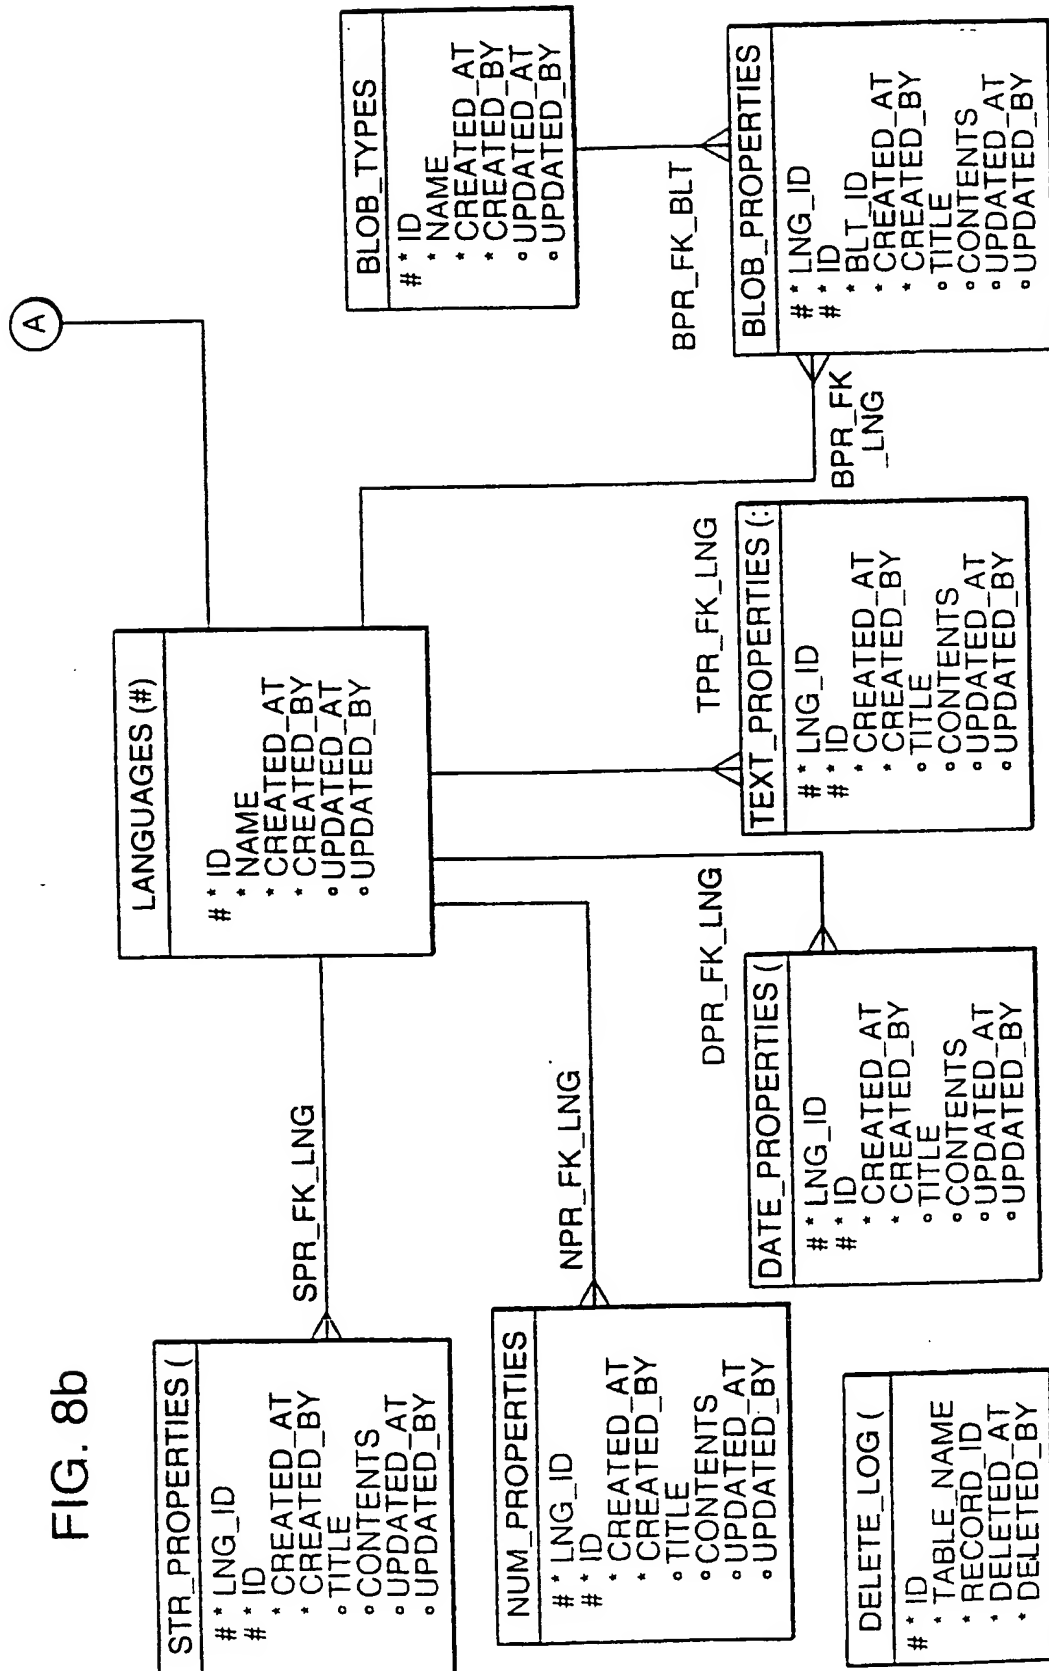 FIG. 8b
A
LANGUAGES (#)
# * ID
* NAME
* CREATED_AT
* CREATED_BY
∘ UPDATED_AT
∘ UPDATED_BY
BLOB_TYPES
# * ID
* NAME
* CREATED_AT
* CREATED_BY
∘ UPDATED_AT
∘ UPDATED_BY
STR_PROPERTIES (
# * LNG_ID
# * ID
* CREATED_AT
* CREATED_BY
∘ TITLE
∘ CONTENTS
∘ UPDATED_AT
∘ UPDATED_BY
SPR_FK_LNG
NUM_PROPERTIES
# * LNG_ID
# * ID
* CREATED_AT
* CREATED_BY
∘ TITLE
∘ CONTENTS
∘ UPDATED_AT
∘ UPDATED_BY
NPR_FK_LNG
DPR_FK_LNG
DATE_PROPERTIES (
# * LNG_ID
# * ID
* CREATED_AT
* CREATED_BY
∘ TITLE
∘ CONTENTS
∘ UPDATED_AT
∘ UPDATED_BY
TPR_FK_LNG
TEXT_PROPERTIES (:
# * LNG_ID
# * ID
* CREATED_AT
* CREATED_BY
∘ TITLE
∘ CONTENTS
∘ UPDATED_AT
∘ UPDATED_BY
BPR_FK
_LNG
BPR_FK_BLT
BLOB_PROPERTIES
# * LNG_ID
# * ID
* BLT_ID
* CREATED_AT
* CREATED_BY
∘ TITLE
∘ CONTENTS
∘ UPDATED_AT
∘ UPDATED_BY
DELETE_LOG (
# * ID
* TABLE_NAME
* RECORD_ID
* DELETED_AT
* DELETED_BY